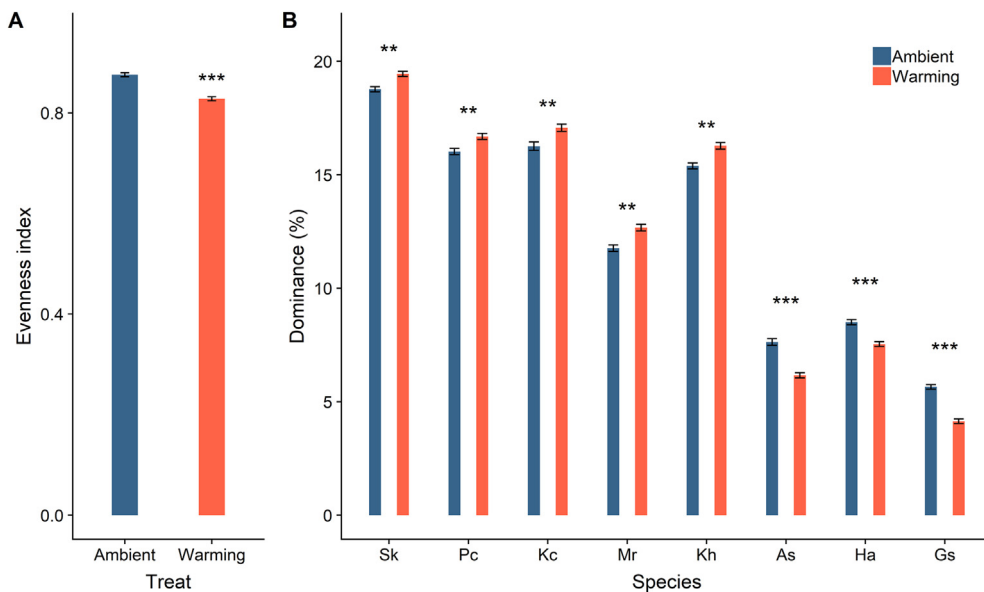 A
Evenness index
0.8
0.4
0.0
***
Ambient Warming
Treat
B
Dominance (%)
20
15
10
5
0
Ambient
Warming
**
**
**
**
**
***
***
***
Sk Pc Kc Mr Kh As Ha Gs
Species